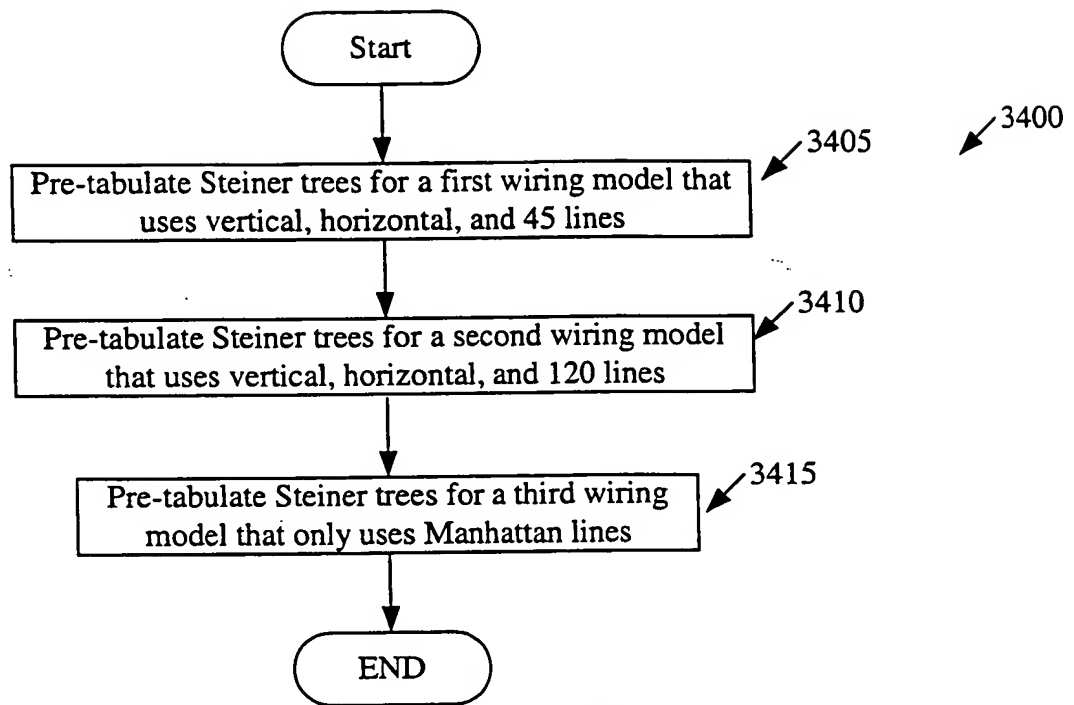 Start
3400
3405
Pre-tabulate Steiner trees for a first wiring model that
uses vertical, horizontal, and 45 lines
3410
Pre-tabulate Steiner trees for a second wiring model
that uses vertical, horizontal, and 120 lines
3415
Pre-tabulate Steiner trees for a third wiring
model that only uses Manhattan lines
END